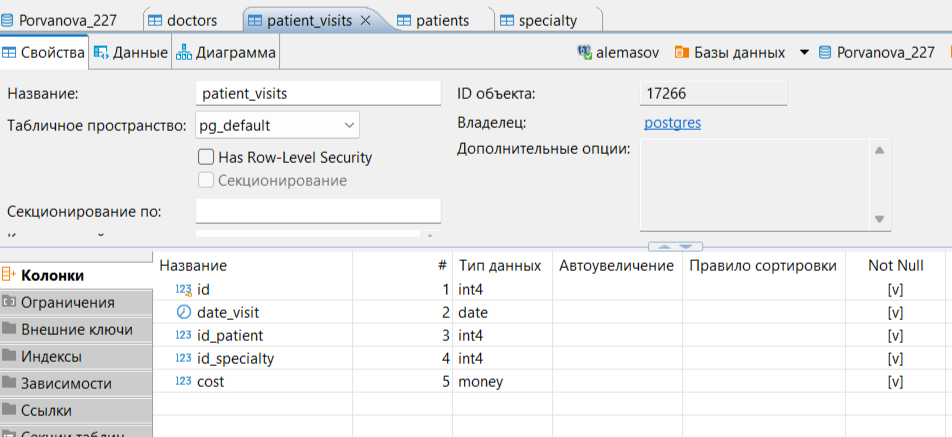 Porvanova_227 doctors patient_visits patients specialty
Свойства Данные Диаграмма alemasov Базы данных Porvanova_227
Название: patient_visits ID объекта: 17266
Табличное пространство: pg_default Владелец: postgres
Дополнительные опции:
Has Row-Level Security
Секционирование
Секционирование по:
Колонки
Ограничения
Внешние ключи
Индексы
Зависимости
Ссылки
Секции таблиц
Название # Тип данных Автоувеличение Правило сортировки Not Null
123 id 1 int4 [v]
date_visit 2 date [v]
123 id_patient 3 int4 [v]
123 id_specialty 4 int4 [v]
123 cost 5 money [v]